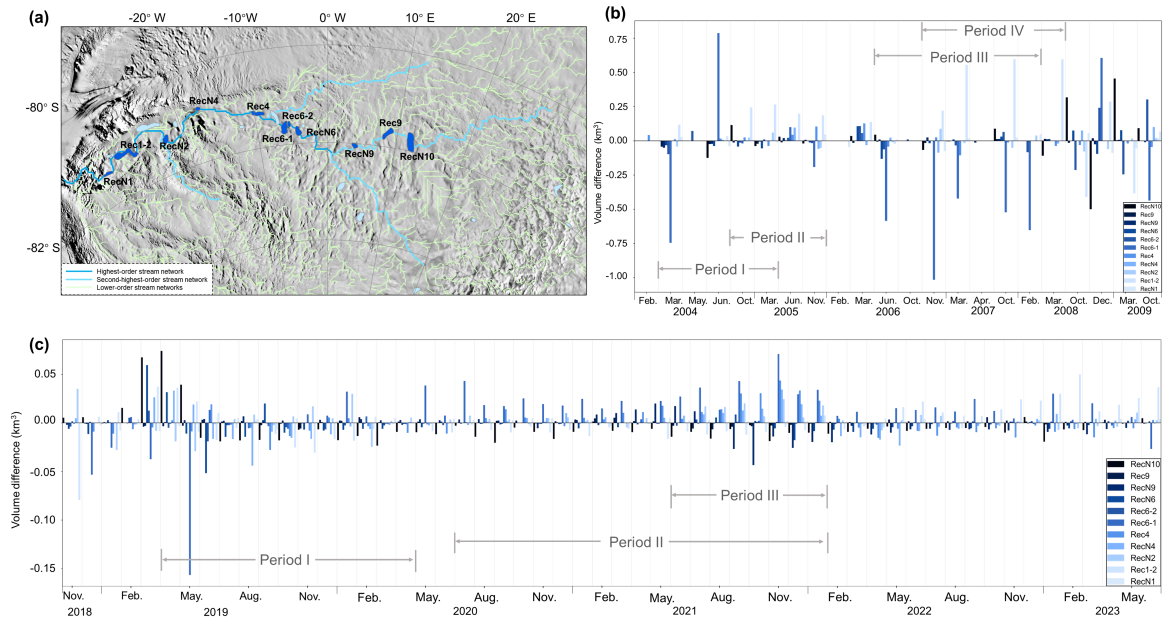 (a)
-20° W
-10°W
0° W
10° E
20° E
-80° S
-82° S
RecN4
Rec4
Rec6-2
Rec6-1
RecN6
Rec9
RecN9
RecN10
Rec1-2
RecN2
RecN1
Highest-order stream network
Second-highest-order stream network
Lower-order stream networks
(b)
Volume difference (km³)
0.75
0.50
0.25
0.00
-0.25
-0.50
-0.75
-1.00
Period IV
Period III
Period II
Period I
RecN10
Rec9
RecN9
RecN6
Rec6-2
Rec6-1
Rec4
RecN4
RecN2
Rec1-2
RecN1
Feb. Mar. May. Jun. Oct. Mar. Jun. Nov. Feb. Mar. Jun. Oct. Nov. Mar. Apr. Oct. Feb. Mar. Oct. Dec. Mar. Oct.
2004 2005 2006 2007 2008 2009
(c)
Volume difference (km³)
0.05
0.00
-0.05
-0.10
-0.15
Period III
Period II
Period I
RecN10
Rec9
RecN9
RecN6
Rec6-2
Rec6-1
Rec4
RecN4
RecN2
Rec1-2
RecN1
Nov. Feb. May. Aug. Nov. Feb. May. Aug. Nov. Feb. May. Aug. Nov. Feb. May. Aug. Nov. Feb. May.
2018 2019 2020 2021 2022 2023